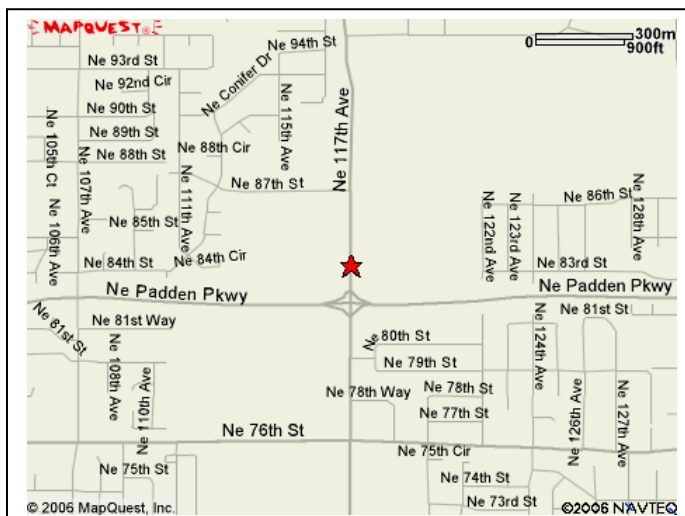 MAPQUEST®
0
300m
900ft
Ne 94th St
Ne 93rd St
Ne 92nd Cir
Ne Conifer Dr
Ne 90th St
Ne 115th Ave
Ne 117th Ave
Ne 89th St
Ne 105th Ct
Ne 107th Ave
Ne 88th Cir
Ne 88th St
Ne 111th Ave
Ne 87th St
Ne 86th St
Ne 128th Ave
Ne 106th Ave
Ne 85th St
Ne 122nd Ave
Ne 123rd Ave
Ne 84th St
Ne 84th Cir
Ne 83rd St
Ne Padden Pkwy
Ne Padden Pkwy
Ne 81st St
Ne 81st Way
Ne 81st St
Ne 80th St
Ne 124th Ave
Ne 79th St
Ne 108th Ave
Ne 110th Ave
Ne 78th Way
Ne 78th St
Ne 126th Ave
Ne 127th Ave
Ne 77th St
Ne 76th St
Ne 75th Cir
Ne 75th St
Ne 74th St
Ne 73rd St
© 2006 MapQuest, Inc.
©2006 NAVTEQ